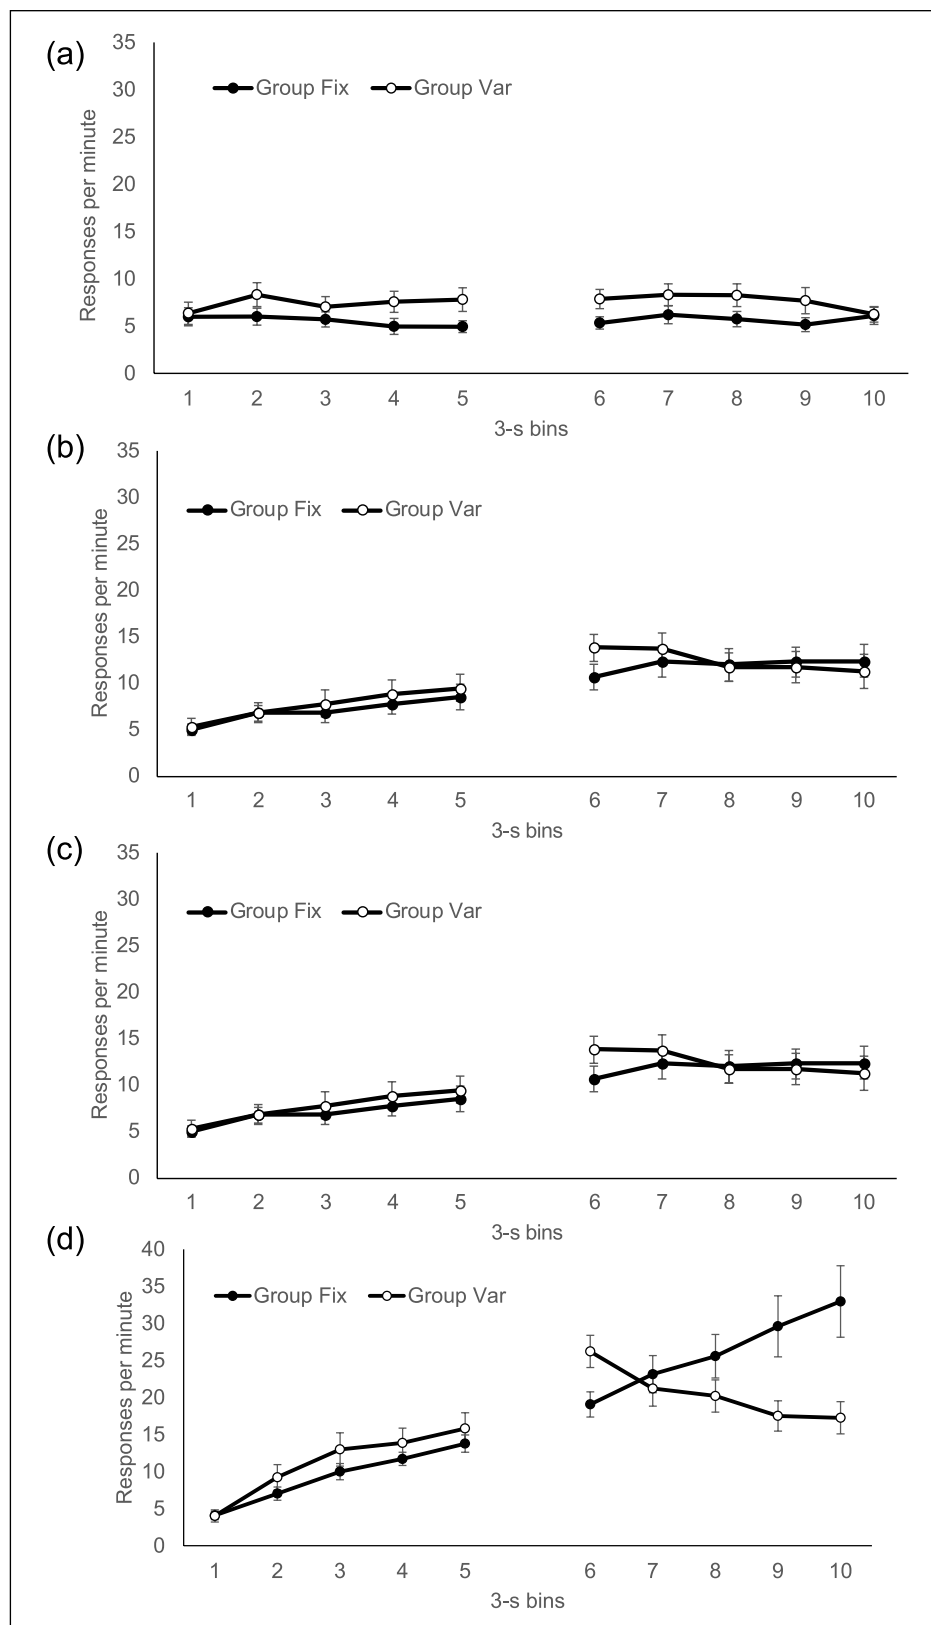 (a)
35
30
25
20
15
10
5
0
Responses per minute
Group Fix Group Var
1 2 3 4 5 6 7 8 9 10
3-s bins
(b)
35
30
25
20
15
10
5
0
Responses per minute
Group Fix Group Var
1 2 3 4 5 6 7 8 9 10
3-s bins
(c)
35
30
25
20
15
10
5
0
Responses per minute
Group Fix Group Var
1 2 3 4 5 6 7 8 9 10
3-s bins
(d)
40
35
30
25
20
15
10
5
0
Responses per minute
Group Fix Group Var
1 2 3 4 5 6 7 8 9 10
3-s bins